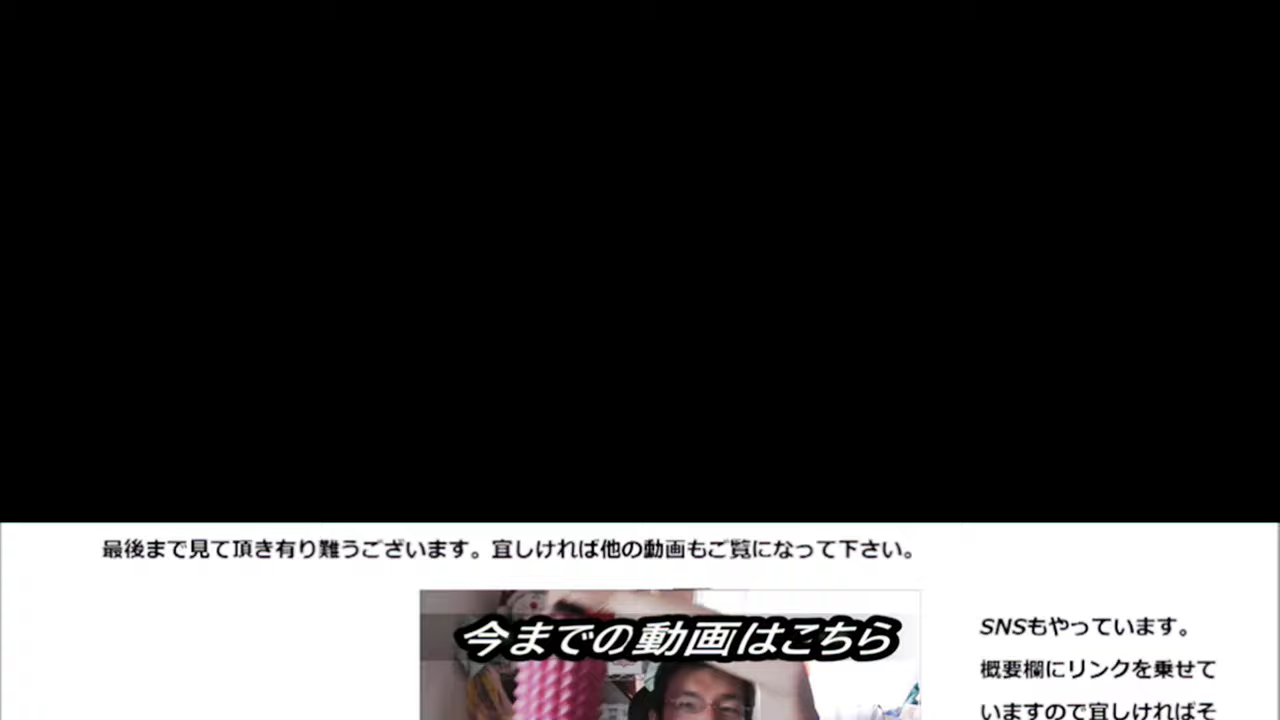 最後まで見て頂き有り難うございます。宜しければ他の動画もご覧になって下さい。
今までの動画はこちら
SNSもやっています。
概要欄にリンクを乗せて
いますので宜しければそ